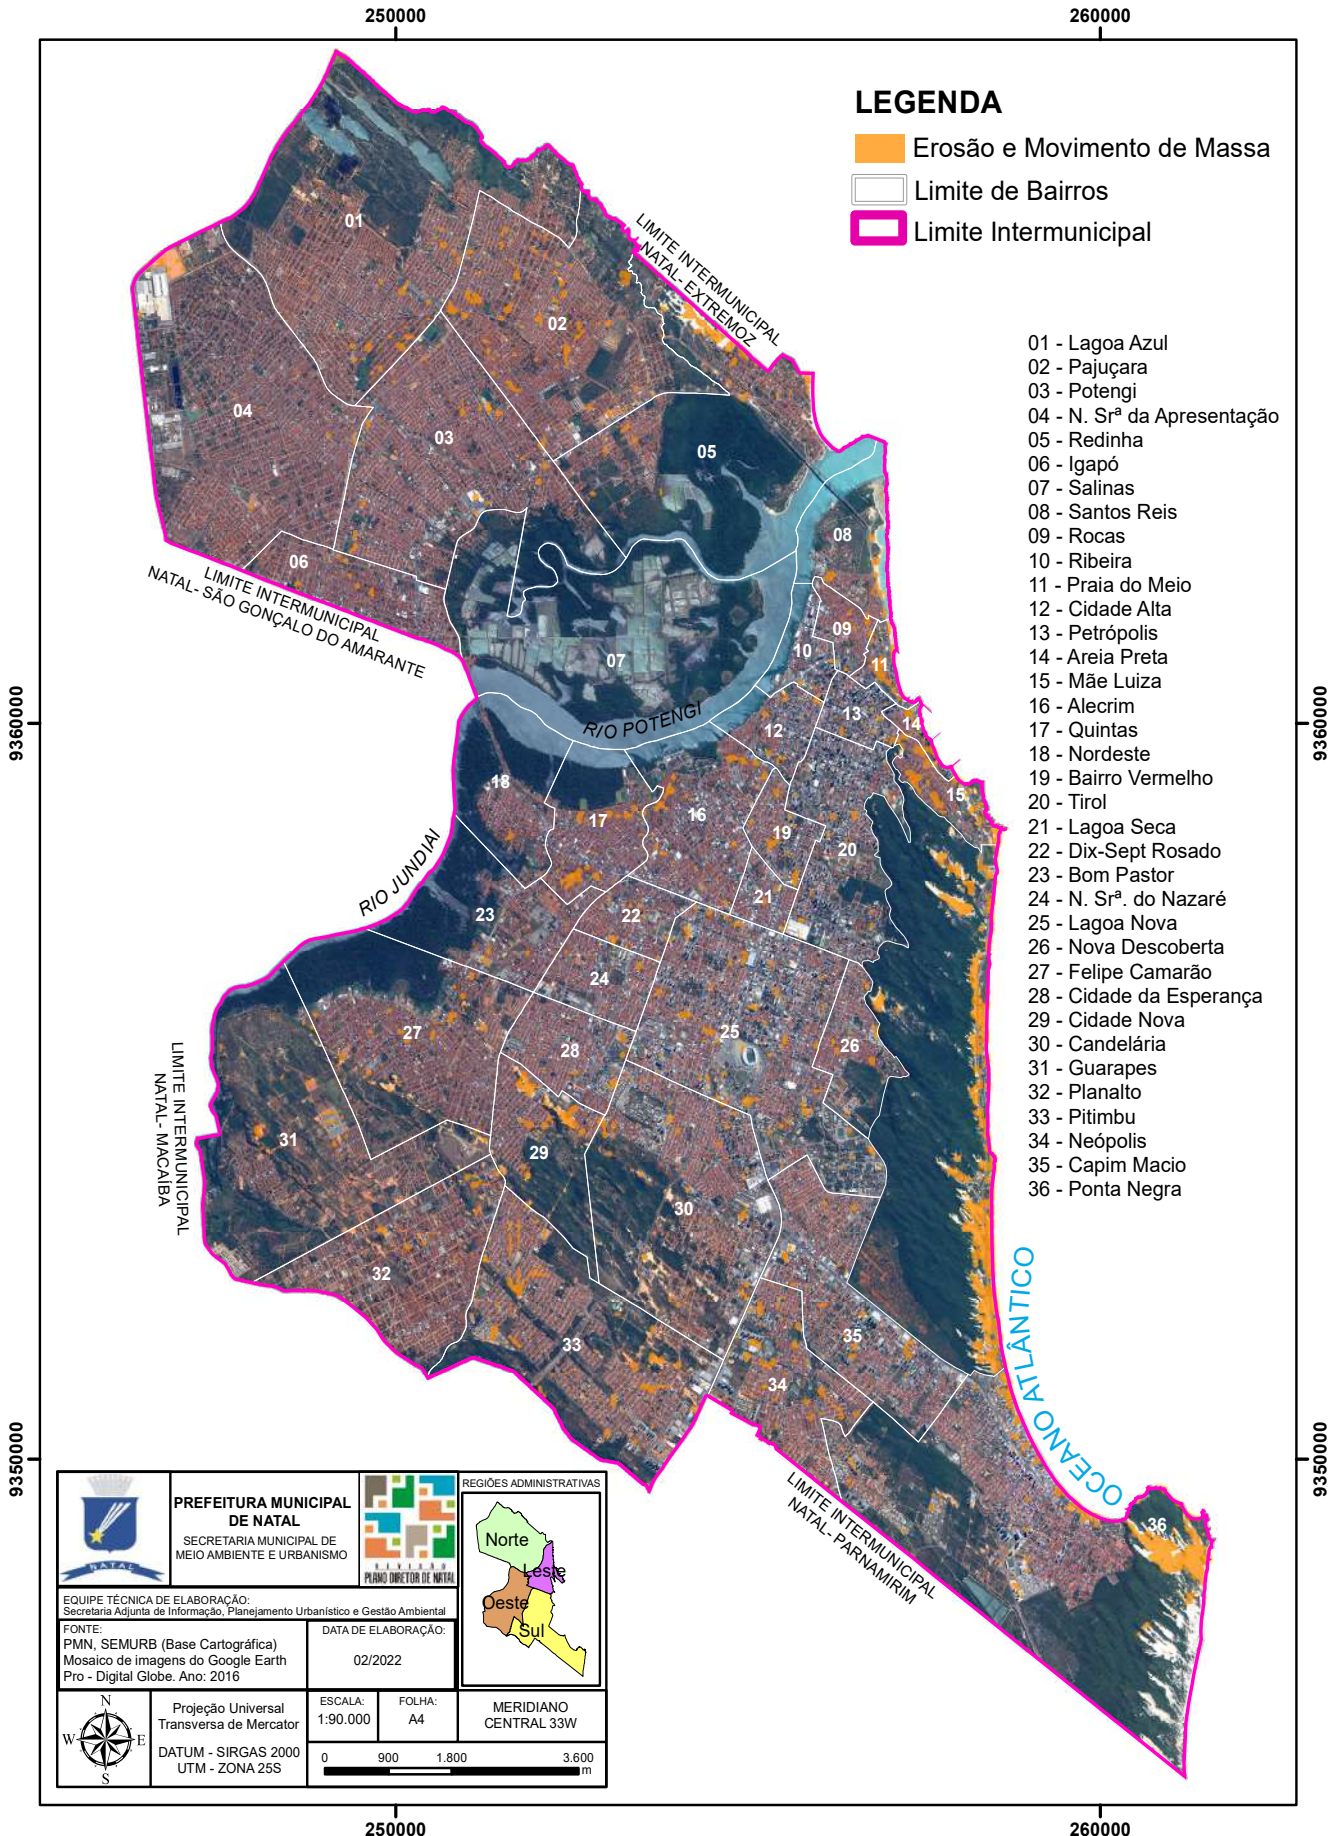 250000
260000
LEGENDA
Erosão e Movimento de Massa
Limite de Bairros
Limite Intermunicipal
LIMITE INTERMUNICIPAL
NATAL- EXTREMOZ
01 - Lagoa Azul
02 - Pajuçara
03 - Potengi
04 - N. Srª da Apresentação
05 - Redinha
06 - Igapó
07 - Salinas
08 - Santos Reis
09 - Rocas
10 - Ribeira
11 - Praia do Meio
12 - Cidade Alta
13 - Petrópolis
14 - Areia Preta
15 - Mãe Luiza
16 - Alecrim
17 - Quintas
18 - Nordeste
19 - Bairro Vermelho
20 - Tirol
21 - Lagoa Seca
22 - Dix-Sept Rosado
23 - Bom Pastor
24 - N. Srª. do Nazaré
25 - Lagoa Nova
26 - Nova Descoberta
27 - Felipe Camarão
28 - Cidade da Esperança
29 - Cidade Nova
30 - Candelária
31 - Guarapes
32 - Planalto
33 - Pitimbu
34 - Neópolis
35 - Capim Macio
36 - Ponta Negra
01
02
03
04
05
06
07
08
09
10
11
12
13
14
15
16
17
18
19
20
21
22
23
24
25
26
27
28
29
30
31
32
33
34
35
36
LIMITE INTERMUNICIPAL
NATAL- SÃO GONÇALO DO AMARANTE
9360000
9360000
RIO POTENGI
RIO JUNDIAI
LIMITE INTERMUNICIPAL
NATAL- MACAÍBA
OCEANO ATLÂNTICO
LIMITE INTERMUNICIPAL
NATAL- PARNAMIRIM
9350000
9350000
NATAL
PREFEITURA MUNICIPAL
DE NATAL
SECRETARIA MUNICIPAL DE
MEIO AMBIENTE E URBANISMO
REVISÃO
PLANO DIRETOR DE NATAL
REGIÕES ADMINISTRATIVAS
Norte
Leste
Oeste
Sul
EQUIPE TÉCNICA DE ELABORAÇÃO:
Secretaria Adjunta de Informação, Planejamento Urbanístico e Gestão Ambiental
FONTE:
PMN, SEMURB (Base Cartográfica)
Mosaico de imagens do Google Earth
Pro - Digital Globe. Ano: 2016
DATA DE ELABORAÇÃO:
02/2022
N
W E
S
Projeção Universal
Transversa de Mercator
DATUM - SIRGAS 2000
UTM - ZONA 25S
ESCALA:
1:90.000
FOLHA:
A4
MERIDIANO
CENTRAL 33W
0 900 1.800 3.600
m
250000
260000